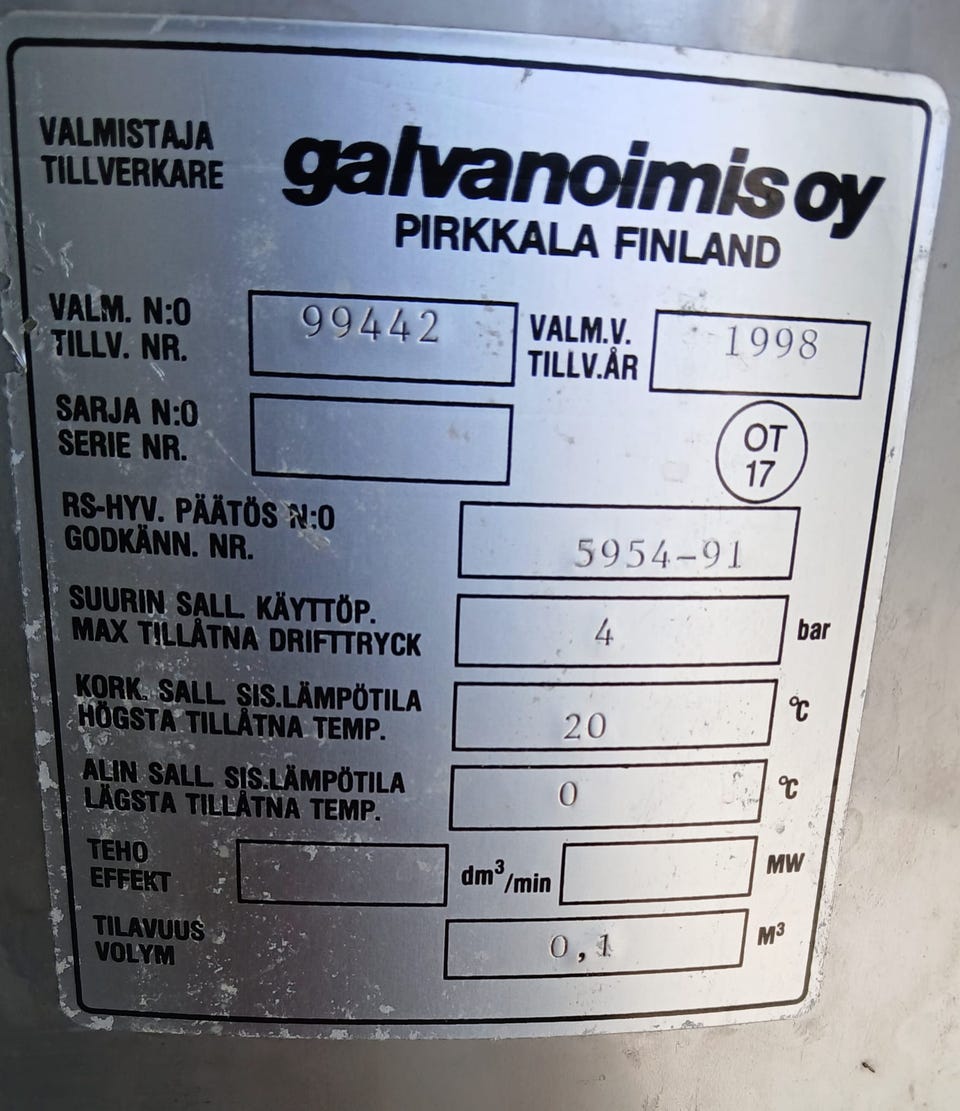 VALMISTAJA
TILLVERKARE
galvanoimis oy
PIRKKALA FINLAND
VALM. N:O
TILLV. NR.
99442
VALM.V.
TILLV.ÅR
1998
SARJA N:O
SERIE NR.
OT
17
RS-HYV. PÄÄTÖS N:O
GODKÄNN. NR.
5954-91
SUURIN SALL. KÄYTTÖP.
MAX TILLÅTNA DRIFTTRYCK
4
bar
KORK. SALL. SIS.LÄMPÖTILA
HÖGSTA TILLÅTNA TEMP.
20
°C
ALIN SALL. SIS.LÄMPÖTILA
LÄGSTA TILLÅTNA TEMP.
0
°C
TEHO
EFFEKT
dm³/min
MW
TILAVUUS
VOLYM
0,1
M³